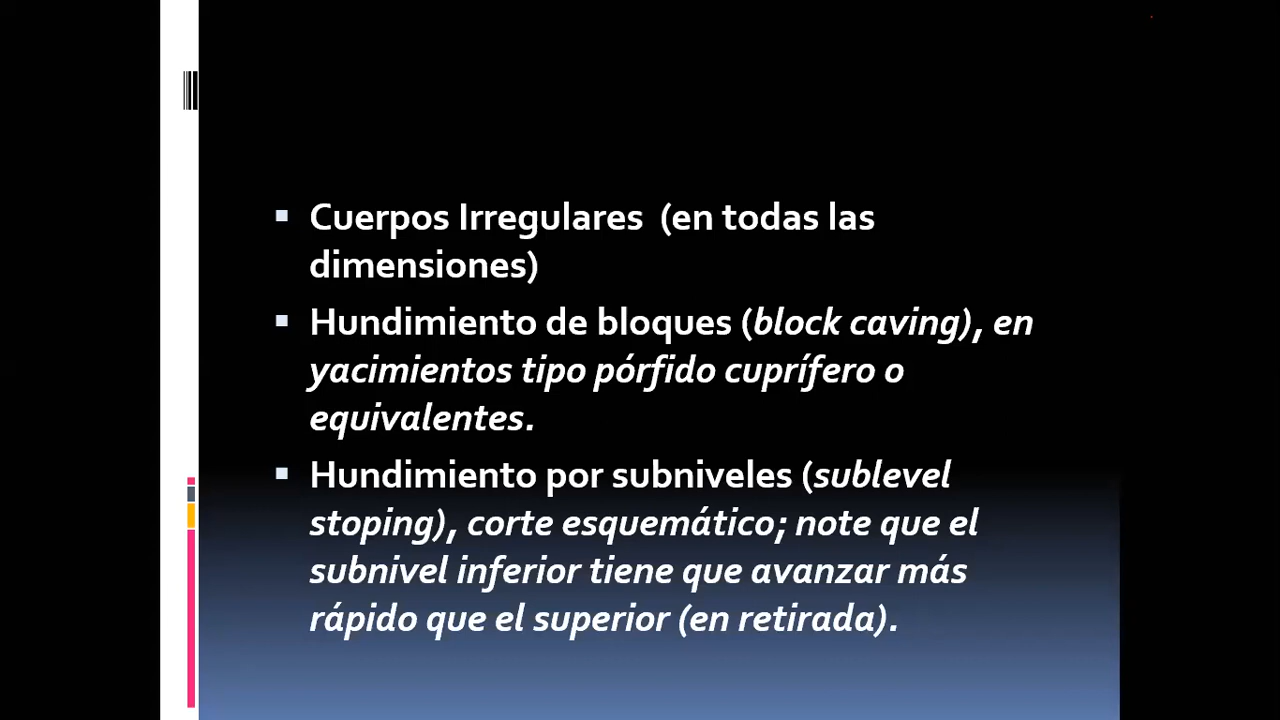 Cuerpos Irregulares (en todas las
dimensiones)
Hundimiento de bloques (block caving), en
yacimientos tipo pórfido cuprífero o
equivalentes.
Hundimiento por subniveles (sublevel
stoping), corte esquemático; note que el
subnivel inferior tiene que avanzar más
rápido que el superior (en retirada).